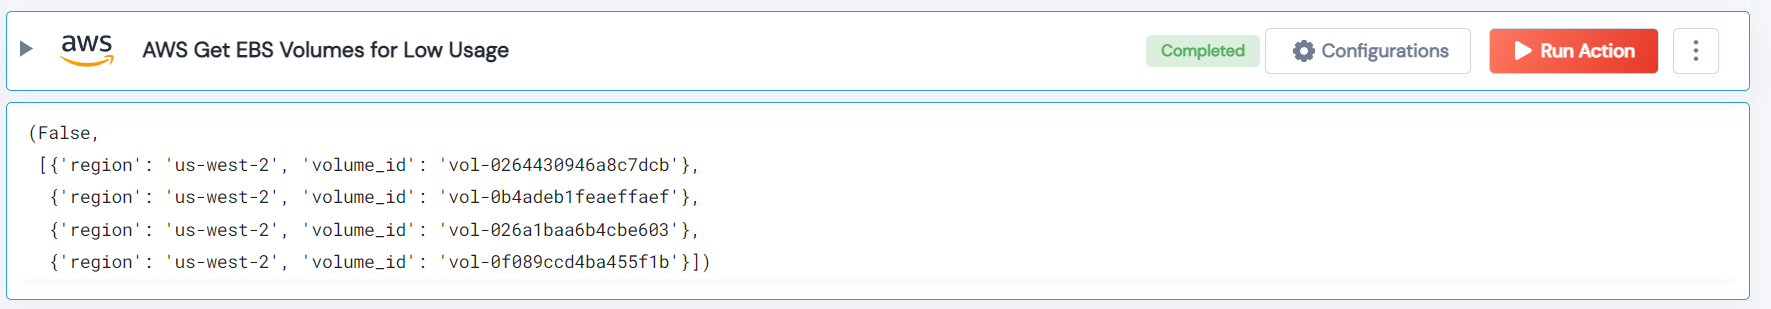 aws AWS Get EBS Volumes for Low Usage Completed Configurations Run Action
(False,
[{'region': 'us-west-2', 'volume_id': 'vol-0264430946a8c7dcb'},
{'region': 'us-west-2', 'volume_id': 'vol-0b4adeb1feaeffaef'},
{'region': 'us-west-2', 'volume_id': 'vol-026a1baa6b4cbe603'},
{'region': 'us-west-2', 'volume_id': 'vol-0f089ccd4ba455f1b'}])